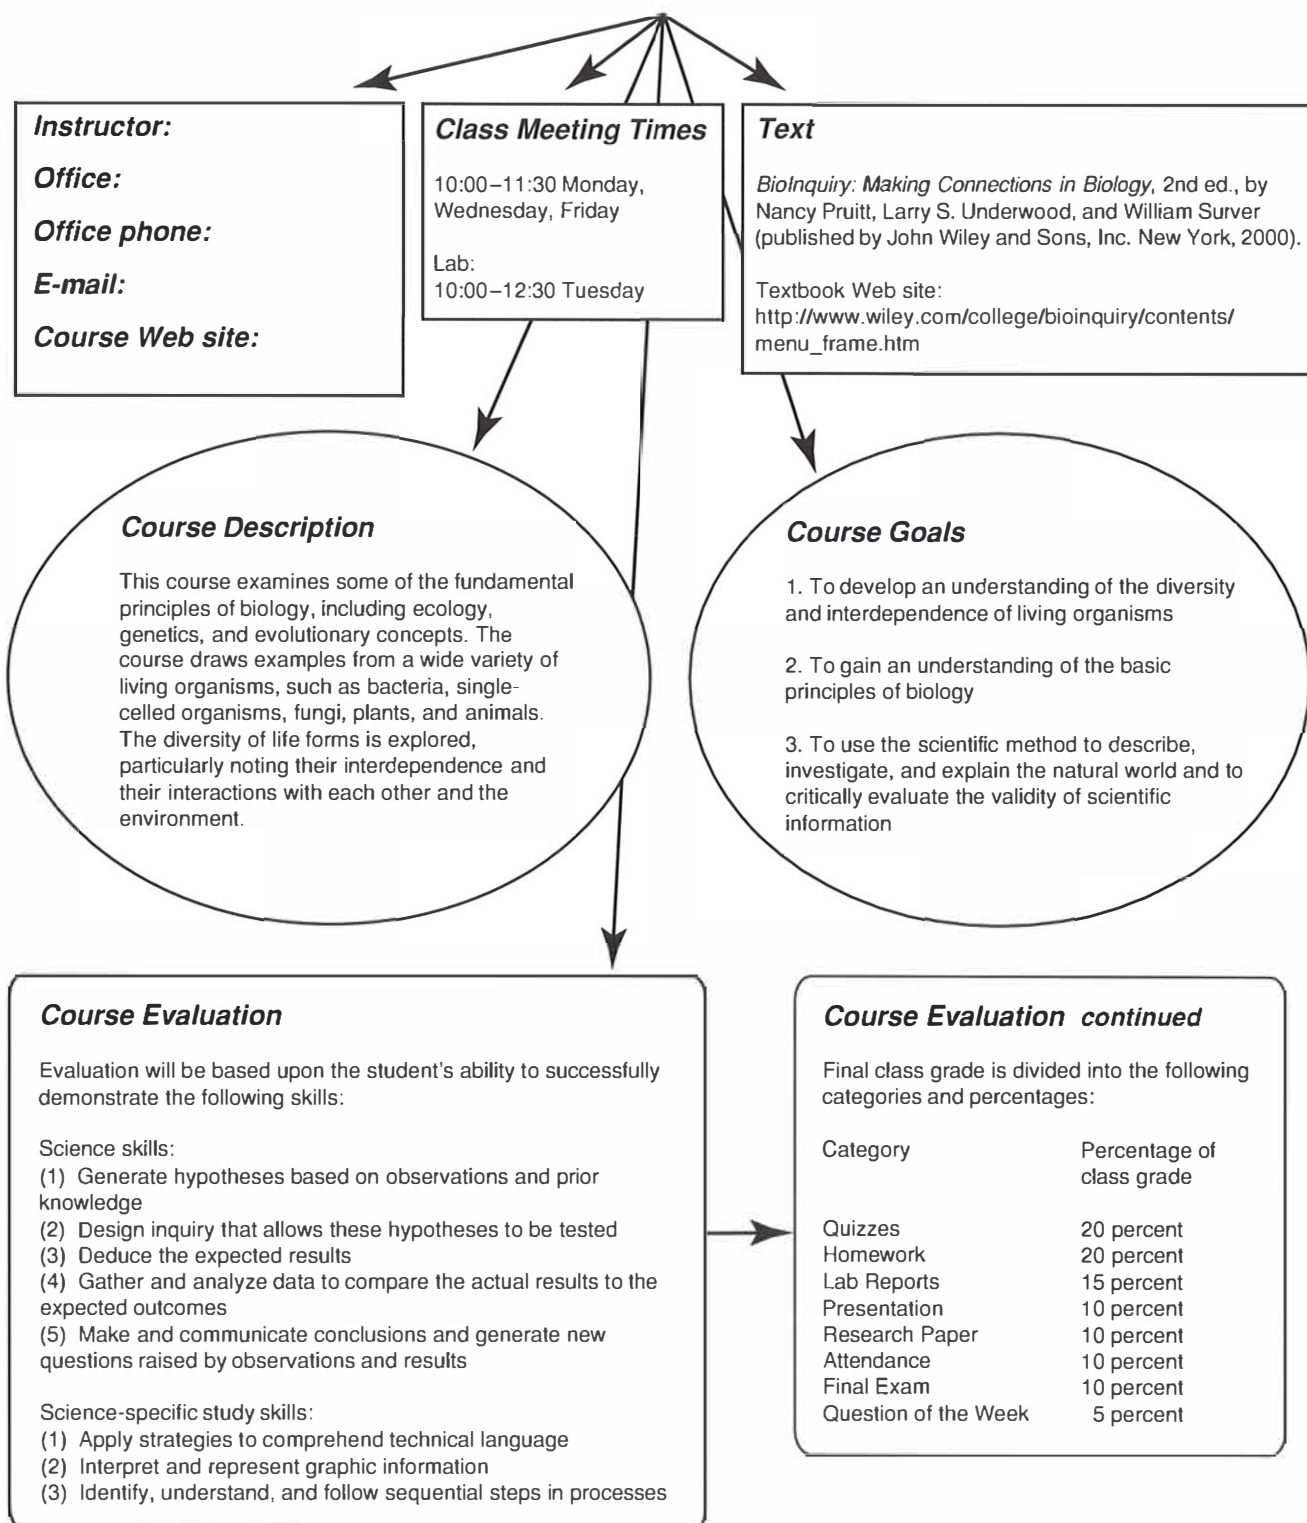 Instructor:
Office:
Office phone:
E-mail:
Course Web site:
Class Meeting Times
10:00–11:30 Monday,
Wednesday, Friday
Lab:
10:00–12:30 Tuesday
Text
BioInquiry: Making Connections in Biology, 2nd ed., by
Nancy Pruitt, Larry S. Underwood, and William Surver
(published by John Wiley and Sons, Inc. New York, 2000).
Textbook Web site:
http://www.wiley.com/college/bioinquiry/contents/
menu_frame.htm
Course Description
This course examines some of the fundamental
principles of biology, including ecology,
genetics, and evolutionary concepts. The
course draws examples from a wide variety of
living organisms, such as bacteria, single-
celled organisms, fungi, plants, and animals.
The diversity of life forms is explored,
particularly noting their interdependence and
their interactions with each other and the
environment.
Course Goals
1. To develop an understanding of the diversity
and interdependence of living organisms
2. To gain an understanding of the basic
principles of biology
3. To use the scientific method to describe,
investigate, and explain the natural world and to
critically evaluate the validity of scientific
information
Course Evaluation
Evaluation will be based upon the student's ability to successfully
demonstrate the following skills:
Science skills:
(1) Generate hypotheses based on observations and prior
knowledge
(2) Design inquiry that allows these hypotheses to be tested
(3) Deduce the expected results
(4) Gather and analyze data to compare the actual results to the
expected outcomes
(5) Make and communicate conclusions and generate new
questions raised by observations and results
Science-specific study skills:
(1) Apply strategies to comprehend technical language
(2) Interpret and represent graphic information
(3) Identify, understand, and follow sequential steps in processes
Course Evaluation continued
Final class grade is divided into the following
categories and percentages:
Category Percentage of
class grade
Quizzes 20 percent
Homework 20 percent
Lab Reports 15 percent
Presentation 10 percent
Research Paper 10 percent
Attendance 10 percent
Final Exam 10 percent
Question of the Week 5 percent